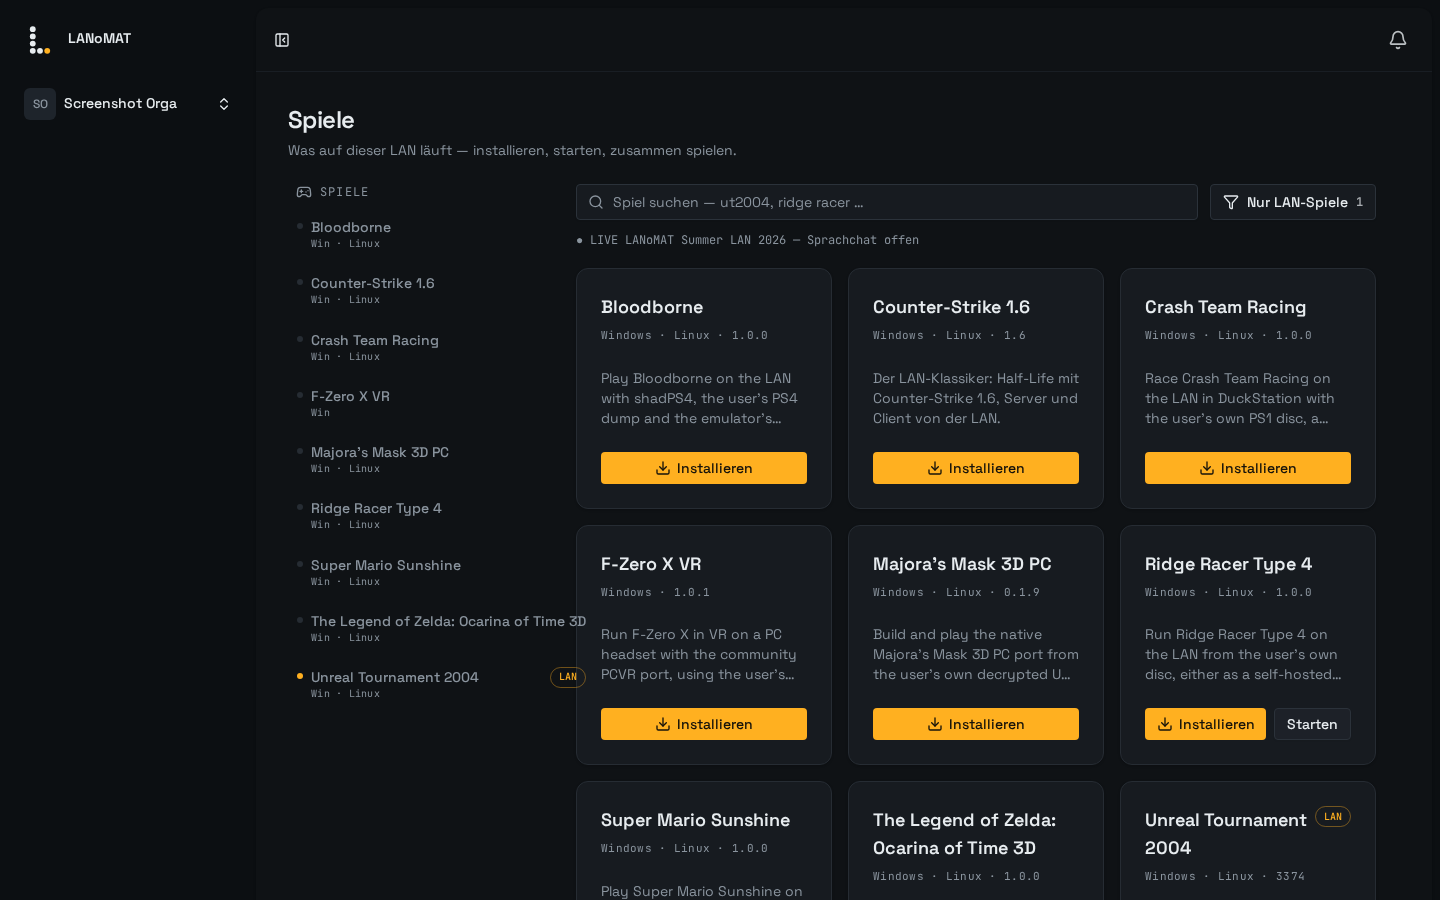 LANoMAT
SO Screenshot Orga
Spiele
Was auf dieser LAN läuft — installieren, starten, zusammen spielen.
SPIELE
Bloodborne
Win · Linux
Counter-Strike 1.6
Win · Linux
Crash Team Racing
Win · Linux
F-Zero X VR
Win
Majora's Mask 3D PC
Win · Linux
Ridge Racer Type 4
Win · Linux
Super Mario Sunshine
Win · Linux
The Legend of Zelda: Ocarina of Time 3D
Win · Linux
Unreal Tournament 2004 LAN
Win · Linux
Spiel suchen — ut2004, ridge racer …
Nur LAN-Spiele 1
● LIVE LANoMAT Summer LAN 2026 — Sprachchat offen
Bloodborne
Windows · Linux · 1.0.0
Play Bloodborne on the LAN
with shadPS4, the user's PS4
dump and the emulator's…
Installieren
Counter-Strike 1.6
Windows · Linux · 1.6
Der LAN-Klassiker: Half-Life mit
Counter-Strike 1.6, Server und
Client von der LAN.
Installieren
Crash Team Racing
Windows · Linux · 1.0.0
Race Crash Team Racing on
the LAN in DuckStation with
the user's own PS1 disc, a…
Installieren
F-Zero X VR
Windows · 1.0.1
Run F-Zero X in VR on a PC
headset with the community
PCVR port, using the user's…
Installieren
Majora's Mask 3D PC
Windows · Linux · 0.1.9
Build and play the native
Majora's Mask 3D PC port from
the user's own decrypted U…
Installieren
Ridge Racer Type 4
Windows · Linux · 1.0.0
Run Ridge Racer Type 4 on
the LAN from the user's own
disc, either as a self-hosted…
Installieren
Starten
Super Mario Sunshine
Windows · Linux · 1.0.0
Play Super Mario Sunshine on
The Legend of Zelda:
Ocarina of Time 3D
Windows · Linux · 1.0.0
Unreal Tournament LAN
2004
Windows · Linux · 3374